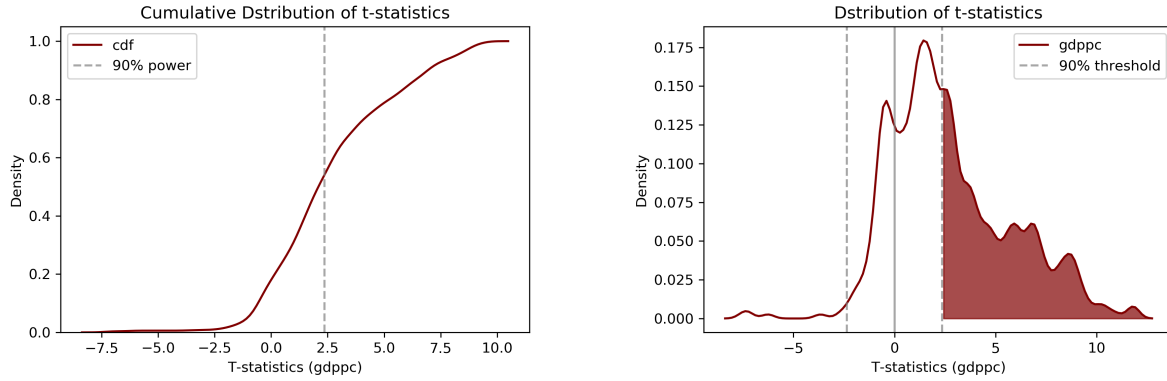 Cumulative Dstribution of t-statistics
cdf
90% power
1.0
0.8
0.6
0.4
0.2
0.0
Density
−7.5 −5.0 −2.5 0.0 2.5 5.0 7.5 10.0
T-statistics (gdppc)
Dstribution of t-statistics
gdppc
90% threshold
0.175
0.150
0.125
0.100
0.075
0.050
0.025
0.000
Density
−5 0 5 10
T-statistics (gdppc)